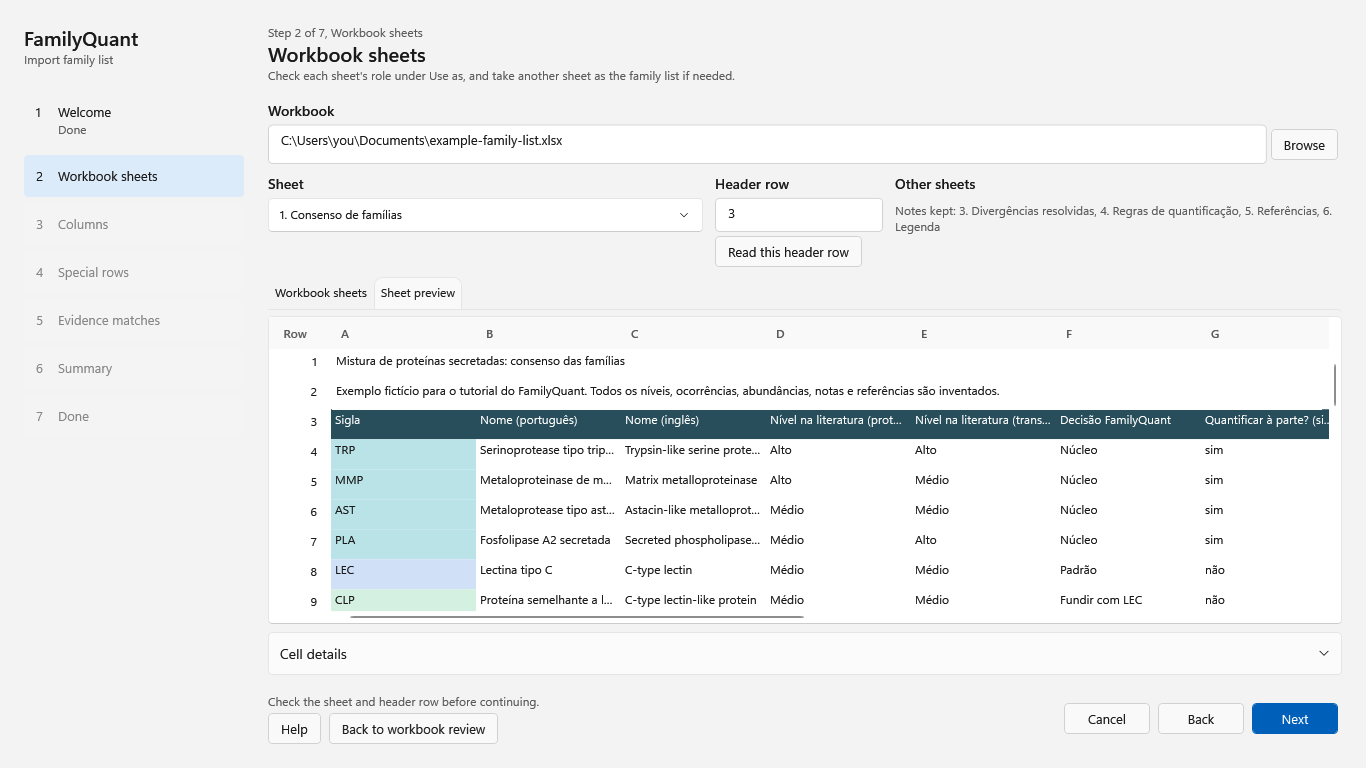 FamilyQuant
Import family list
1 Welcome
Done
2 Workbook sheets
3 Columns
4 Special rows
5 Evidence matches
6 Summary
7 Done
Step 2 of 7, Workbook sheets
Workbook sheets
Check each sheet's role under Use as, and take another sheet as the family list if needed.
Workbook
C:\Users\you\Documents\example-family-list.xlsx
Browse
Sheet
1. Consenso de famílias
Header row
3
Read this header row
Other sheets
Notes kept: 3. Divergências resolvidas, 4. Regras de quantificação, 5. Referências, 6.
Legenda
Workbook sheets Sheet preview
Row A B C D E F G
1 Mistura de proteínas secretadas: consenso das famílias
2 Exemplo fictício para o tutorial do FamilyQuant. Todos os níveis, ocorrências, abundâncias, notas e referências são inventados.
3 Sigla Nome (português) Nome (inglês) Nível na literatura (prot... Nível na literatura (trans... Decisão FamilyQuant Quantificar à parte? (si...
4 TRP Serinoprotease tipo trip... Trypsin-like serine prote... Alto Alto Núcleo sim
5 MMP Metaloproteinase de m... Matrix metalloproteinase Alto Médio Núcleo sim
6 AST Metaloprotease tipo ast... Astacin-like metalloprot... Médio Médio Núcleo sim
7 PLA Fosfolipase A2 secretada Secreted phospholipase... Médio Alto Núcleo sim
8 LEC Lectina tipo C C-type lectin Médio Médio Padrão não
9 CLP Proteína semelhante a l... C-type lectin-like protein Médio Médio Fundir com LEC não
Cell details
Check the sheet and header row before continuing.
Help Back to workbook review Cancel Back Next